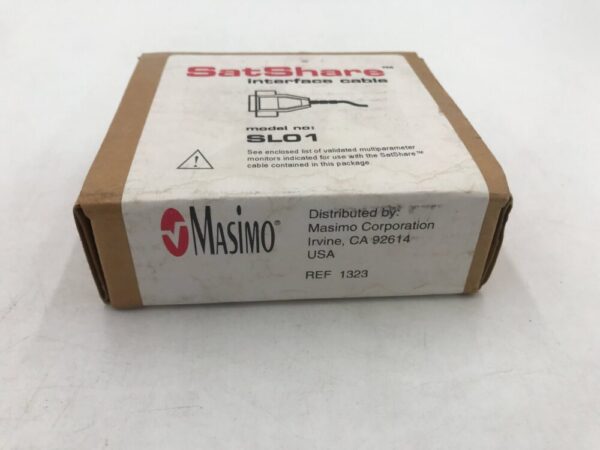 SatShare™
interface cable
model no:
SL01
See enclosed list of validated multiparameter
monitors indicated for use with the SatShare™
cable contained in this package.
Masimo®
Distributed by:
Masimo Corporation
Irvine, CA 92614
USA
REF 1323